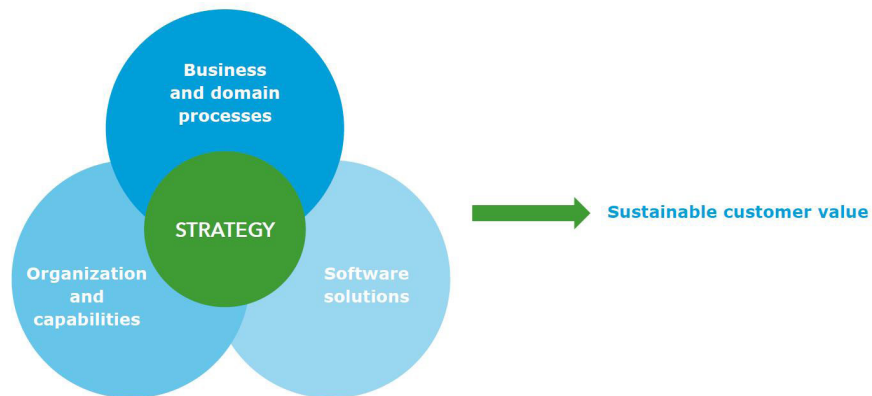 Business
and domain
processes
STRATEGY
Organization
and
capabilities
Software
solutions
Sustainable customer value